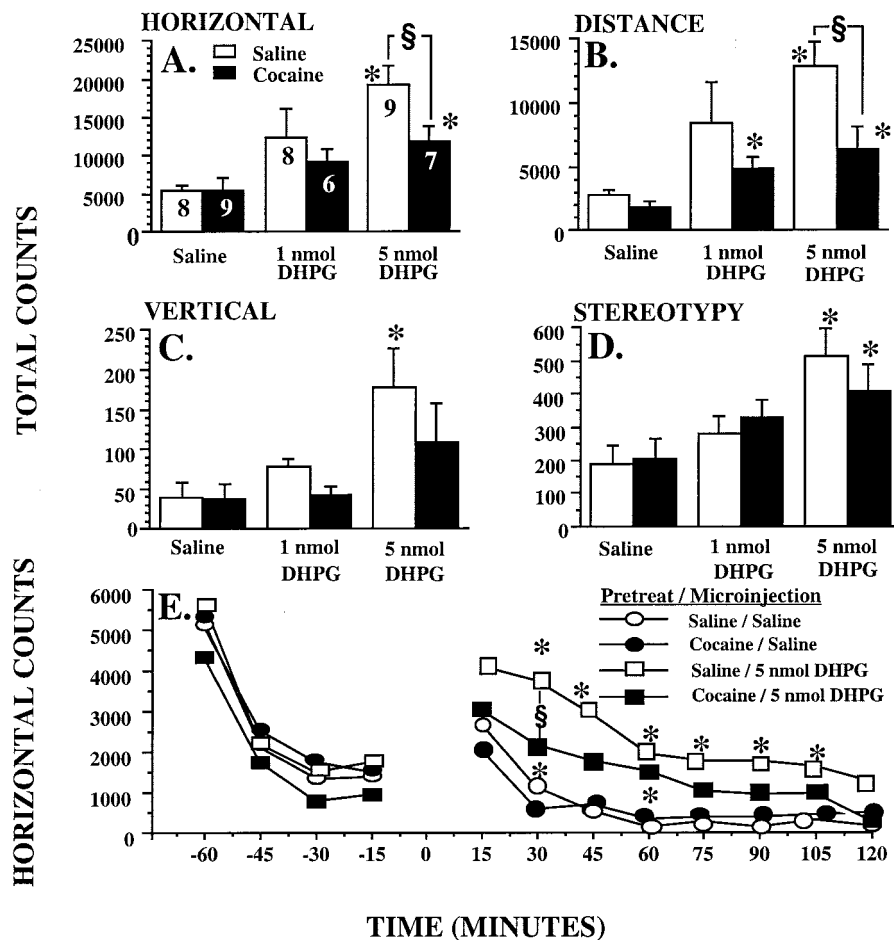 HORIZONTAL
25000
20000
15000
10000
5000
0
A.
Saline
Cocaine
*
§
*
8
9
8
6
9
7
Saline
1 nmol
DHPG
5 nmol
DHPG
DISTANCE
15000
10000
5000
0
B.
*
*
§
*
Saline
1 nmol
DHPG
5 nmol
DHPG
TOTAL COUNTS
VERTICAL
250
200
150
100
50
0
C.
*
Saline
1 nmol
DHPG
5 nmol
DHPG
STEREOTYPY
600
500
400
300
200
100
0
D.
*
*
Saline
1 nmol
DHPG
5 nmol
DHPG
HORIZONTAL COUNTS
6000
5000
4000
3000
2000
1000
0
E.
Pretreat / Microinjection
Saline / Saline
Cocaine / Saline
Saline / 5 nmol DHPG
Cocaine / 5 nmol DHPG
*
*
§
*
*
*
*
*
*
-60
-45
-30
-15
0
15
30
45
60
75
90
105
120
TIME (MINUTES)